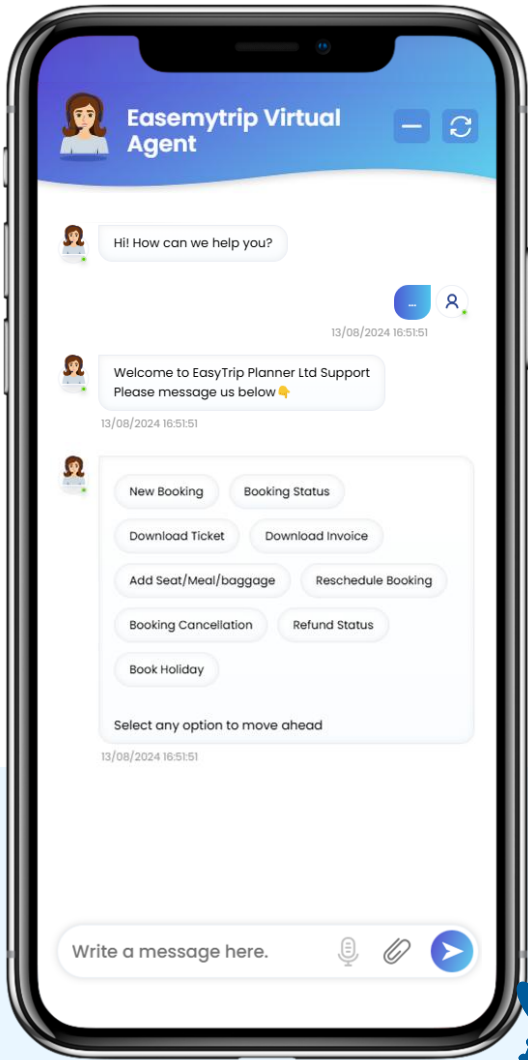 Easemytrip Virtual
Agent
Hi! How can we help you?
...
13/08/2024 16:51:51
Welcome to EasyTrip Planner Ltd Support
Please message us below👇
13/08/2024 16:51:51
New Booking Booking Status
Download Ticket Download Invoice
Add Seat/Meal/baggage Reschedule Booking
Booking Cancellation Refund Status
Book Holiday
Select any option to move ahead
13/08/2024 16:51:51
Write a message here.